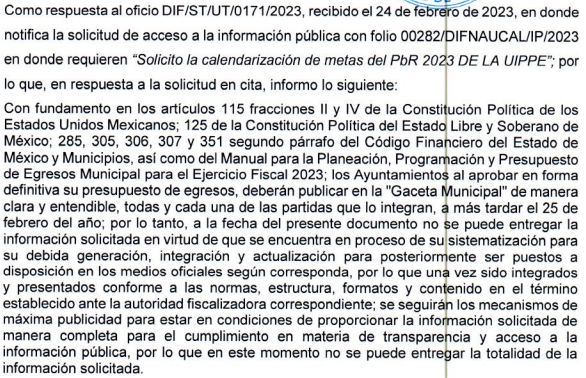 Como respuesta al oficio DIF/ST/UT/0171/2023, recibido el 24 de febrero de 2023, en donde
notifica la solicitud de acceso a la información pública con folio 00282/DIFNAUCAL/IP/2023
en donde requieren "Solicito la calendarización de metas del PbR 2023 DE LA UIPPE"; por
lo que, en respuesta a la solicitud en cita, informo lo siguiente:
Con fundamento en los artículos 115 fracciones II y IV de la Constitución Política de los
Estados Unidos Mexicanos; 125 de la Constitución Política del Estado Libre y Soberano de
México; 285, 305, 306, 307 y 351 segundo párrafo del Código Financiero del Estado de
México y Municipios, así como del Manual para la Planeación, Programación y Presupuesto
de Egresos Municipal para el Ejercicio Fiscal 2023; los Ayuntamientos al aprobar en forma
definitiva su presupuesto de egresos, deberán publicar en la "Gaceta Municipal" de manera
clara y entendible, todas y cada una de las partidas que lo integran, a más tardar el 25 de
febrero del año; por lo tanto, a la fecha del presente documento no se puede entregar la
información solicitada en virtud de que se encuentra en proceso de su sistematización para
su debida generación, integración y actualización para posteriormente ser puestos a
disposición en los medios oficiales según corresponda, por lo que una vez sido integrados
y presentados conforme a las normas, estructura, formatos y contenido en el término
establecido ante la autoridad fiscalizadora correspondiente; se seguirán los mecanismos de
máxima publicidad para estar en condiciones de proporcionar la información solicitada de
manera completa para el cumplimiento en materia de transparencia y acceso a la
información pública, por lo que en este momento no se puede entregar la totalidad de la
información solicitada.